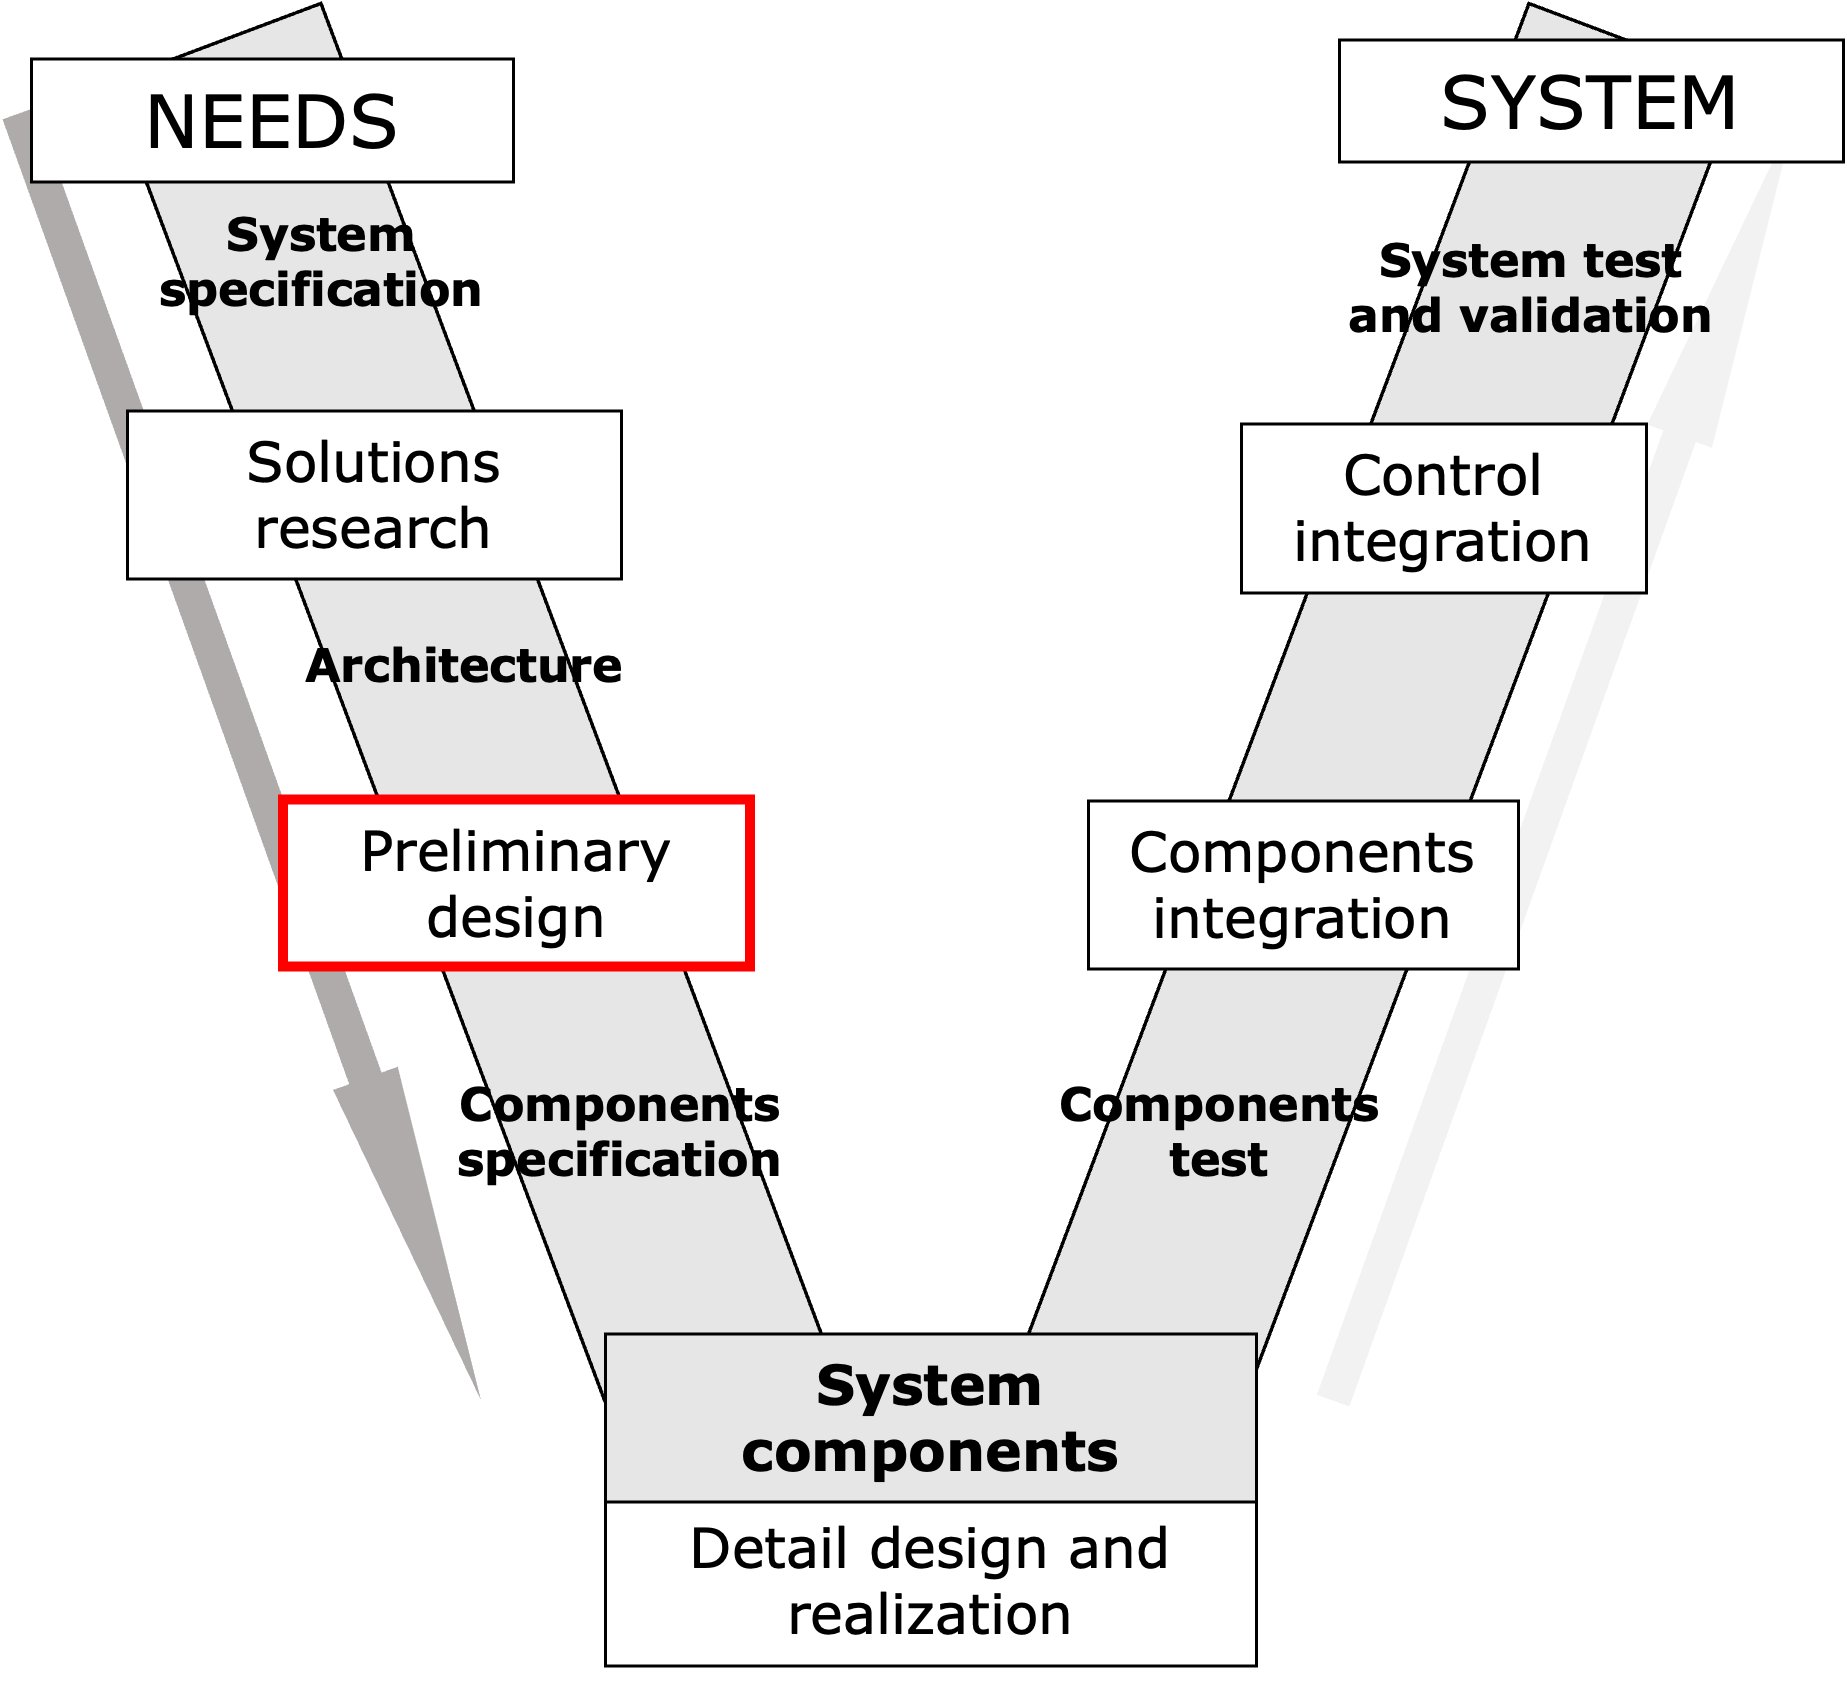 NEEDS
System
specification
Solutions
research
Architecture
Preliminary
design
Components
specification
System
components
Detail design and
realization
Components
test
Components
integration
Control
integration
System test
and validation
SYSTEM